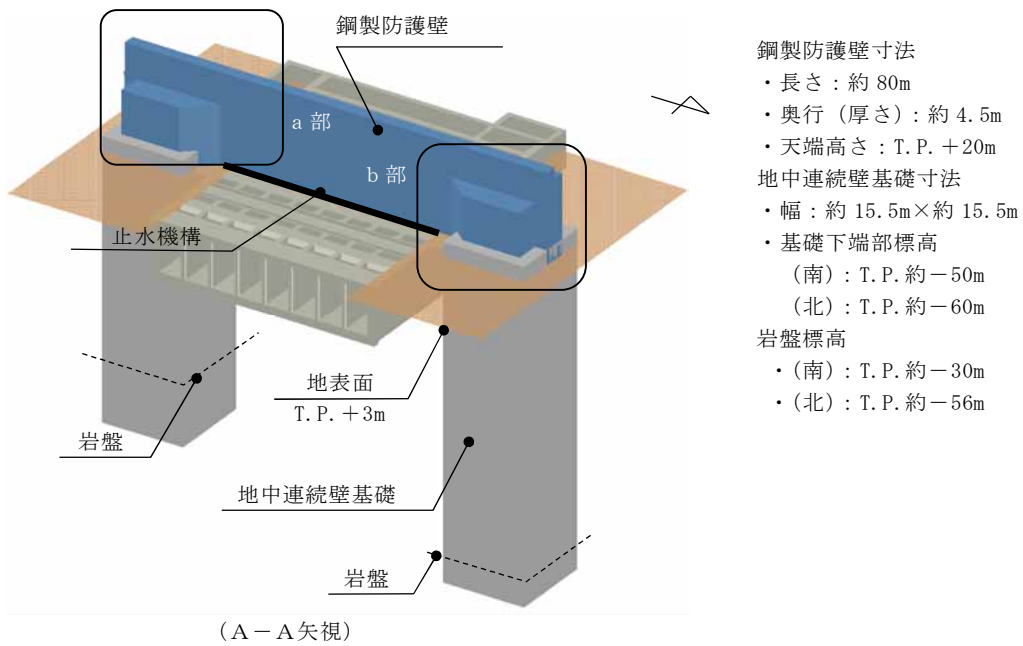 鋼製防護壁
a 部
b 部
止水機構
地表面
T.P.+3m
岩盤
地中連続壁基礎
岩盤
(A-A矢視)
鋼製防護壁寸法
・長さ:約 80m
・奥行(厚さ):約 4.5m
・天端高さ:T.P.+20m
地中連続壁基礎寸法
・幅:約 15.5m×約 15.5m
・基礎下端部標高
(南):T.P.約-50m
(北):T.P.約-60m
岩盤標高
・(南):T.P.約-30m
・(北):T.P.約-56m